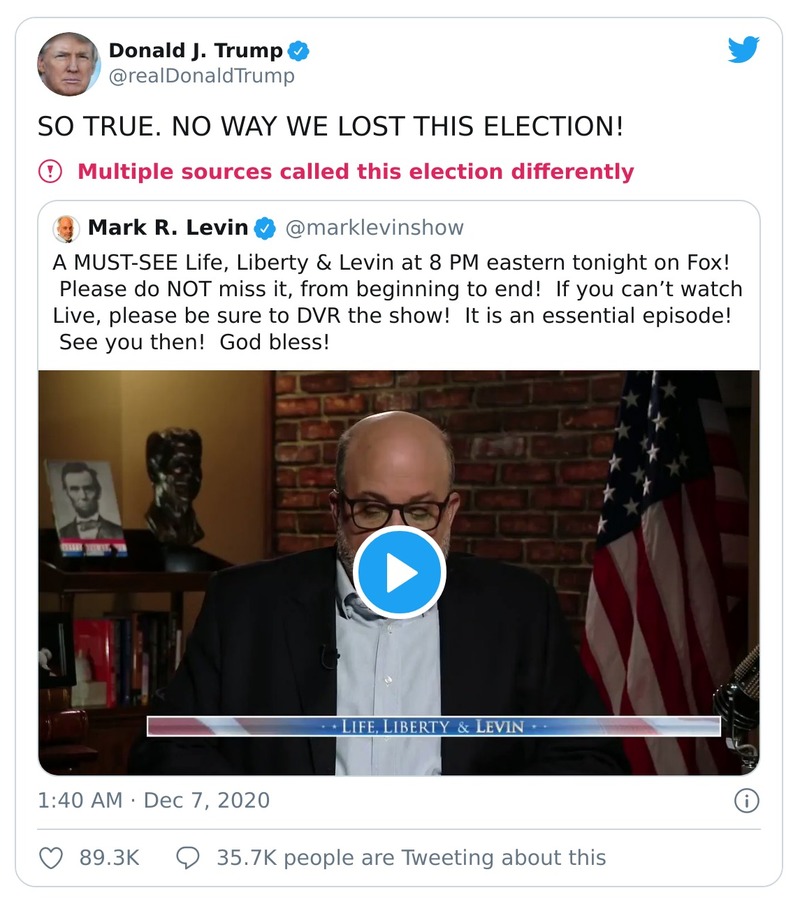 Donald J. Trump
@realDonaldTrump
SO TRUE. NO WAY WE LOST THIS ELECTION!
Multiple sources called this election differently
Mark R. Levin @marklevinshow
A MUST-SEE Life, Liberty & Levin at 8 PM eastern tonight on Fox!
Please do NOT miss it, from beginning to end!  If you can’t watch
Live, please be sure to DVR the show!  It is an essential episode!
See you then!  God bless!
LIFE, LIBERTY & LEVIN
1:40 AM · Dec 7, 2020
89.3K
35.7K people are Tweeting about this